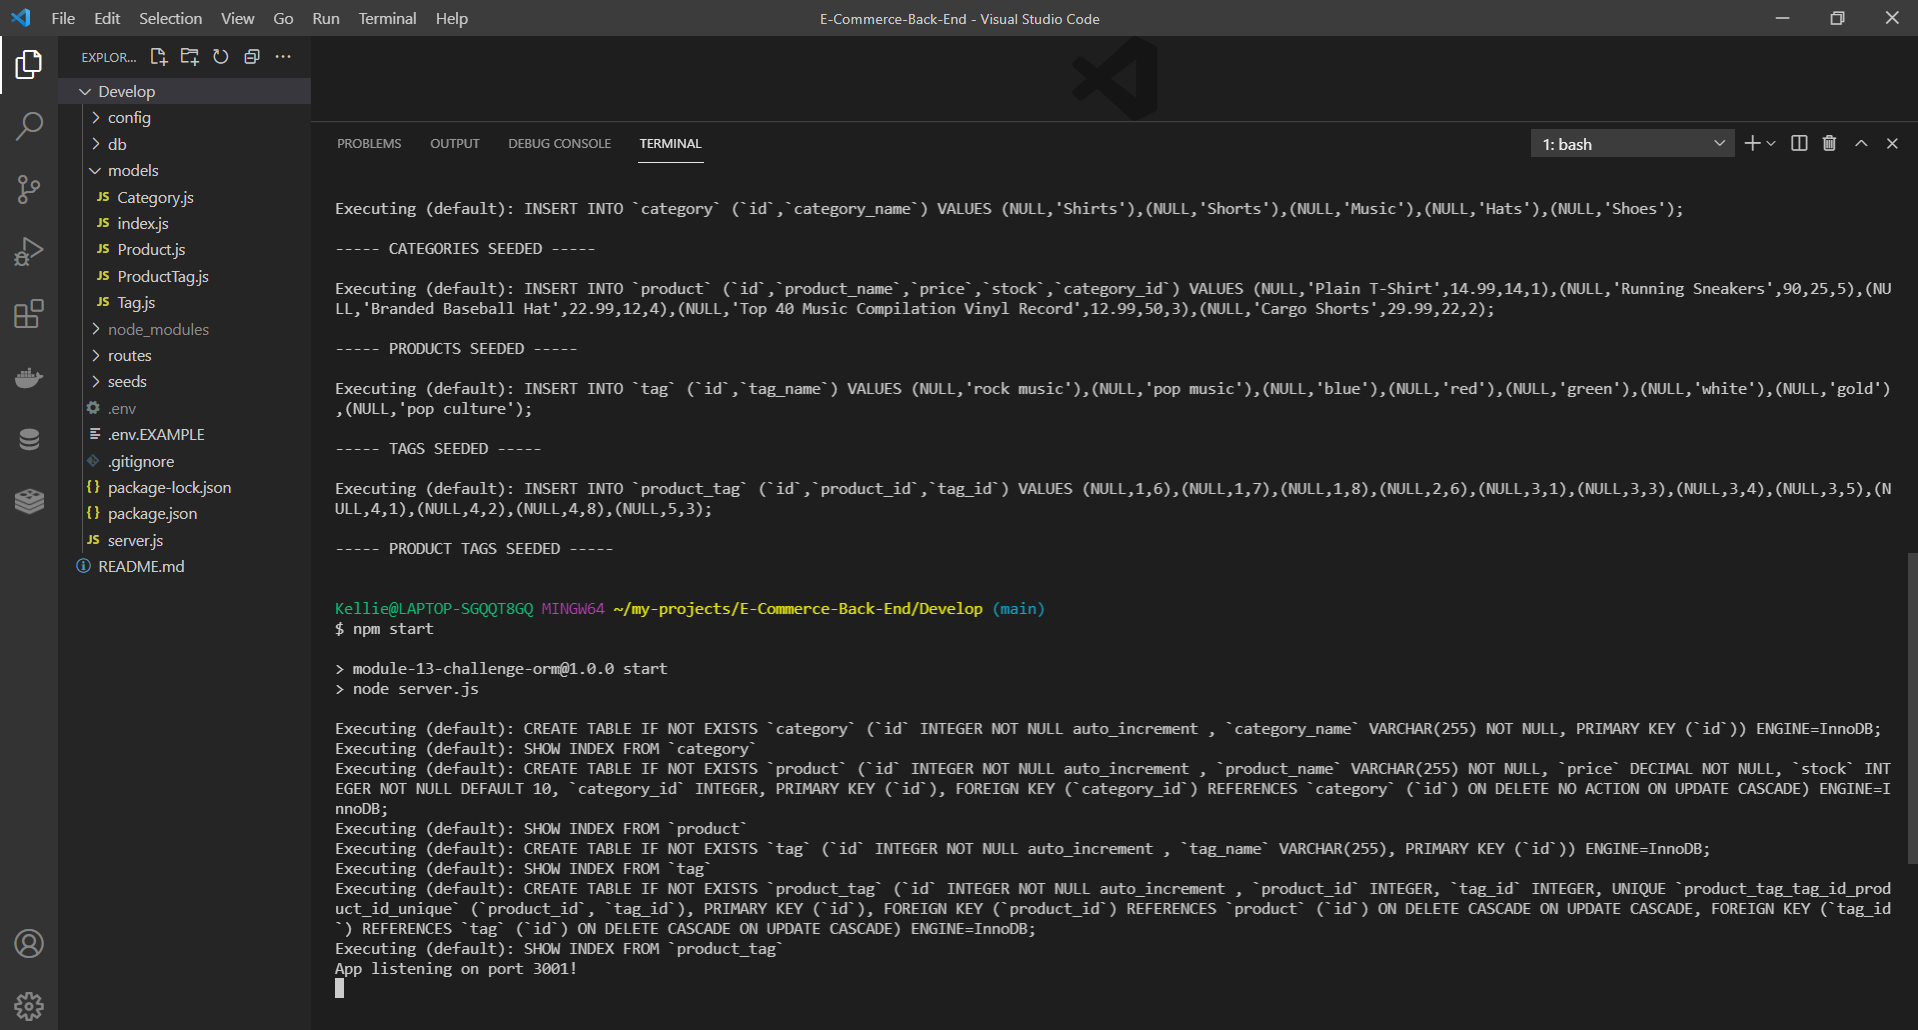 File Edit Selection View Go Run Terminal Help
E-Commerce-Back-End - Visual Studio Code
EXPLOR...
Develop
config
db
models
JS Category.js
JS index.js
JS Product.js
JS ProductTag.js
JS Tag.js
node_modules
routes
seeds
.env
.env.EXAMPLE
.gitignore
{} package-lock.json
{} package.json
JS server.js
README.md
PROBLEMS OUTPUT DEBUG CONSOLE TERMINAL
1: bash
Executing (default): INSERT INTO `category` (`id`,`category_name`) VALUES (NULL,'Shirts'),(NULL,'Shorts'),(NULL,'Music'),(NULL,'Hats'),(NULL,'Shoes');
----- CATEGORIES SEEDED -----
Executing (default): INSERT INTO `product` (`id`,`product_name`,`price`,`stock`,`category_id`) VALUES (NULL,'Plain T-Shirt',14.99,14,1),(NULL,'Running Sneakers',90,25,5),(NU
LL,'Branded Baseball Hat',22.99,12,4),(NULL,'Top 40 Music Compilation Vinyl Record',12.99,50,3),(NULL,'Cargo Shorts',29.99,22,2);
----- PRODUCTS SEEDED -----
Executing (default): INSERT INTO `tag` (`id`,`tag_name`) VALUES (NULL,'rock music'),(NULL,'pop music'),(NULL,'blue'),(NULL,'red'),(NULL,'green'),(NULL,'white'),(NULL,'gold')
,(NULL,'pop culture');
----- TAGS SEEDED -----
Executing (default): INSERT INTO `product_tag` (`id`,`product_id`,`tag_id`) VALUES (NULL,1,6),(NULL,1,7),(NULL,1,8),(NULL,2,6),(NULL,3,1),(NULL,3,3),(NULL,3,4),(NULL,3,5),(N
ULL,4,1),(NULL,4,2),(NULL,4,8),(NULL,5,3);
----- PRODUCT TAGS SEEDED -----
Kellie@LAPTOP-SGQQT8GQ MINGW64 ~/my-projects/E-Commerce-Back-End/Develop (main)
$ npm start
> module-13-challenge-orm@1.0.0 start
> node server.js
Executing (default): CREATE TABLE IF NOT EXISTS `category` (`id` INTEGER NOT NULL auto_increment , `category_name` VARCHAR(255) NOT NULL, PRIMARY KEY (`id`)) ENGINE=InnoDB;
Executing (default): SHOW INDEX FROM `category`
Executing (default): CREATE TABLE IF NOT EXISTS `product` (`id` INTEGER NOT NULL auto_increment , `product_name` VARCHAR(255) NOT NULL, `price` DECIMAL NOT NULL, `stock` INT
EGER NOT NULL DEFAULT 10, `category_id` INTEGER, PRIMARY KEY (`id`), FOREIGN KEY (`category_id`) REFERENCES `category` (`id`) ON DELETE NO ACTION ON UPDATE CASCADE) ENGINE=I
nnoDB;
Executing (default): SHOW INDEX FROM `product`
Executing (default): CREATE TABLE IF NOT EXISTS `tag` (`id` INTEGER NOT NULL auto_increment , `tag_name` VARCHAR(255), PRIMARY KEY (`id`)) ENGINE=InnoDB;
Executing (default): SHOW INDEX FROM `tag`
Executing (default): CREATE TABLE IF NOT EXISTS `product_tag` (`id` INTEGER NOT NULL auto_increment , `product_id` INTEGER, `tag_id` INTEGER, UNIQUE `product_tag_tag_id_prod
uct_id_unique` (`product_id`, `tag_id`), PRIMARY KEY (`id`), FOREIGN KEY (`product_id`) REFERENCES `product` (`id`) ON DELETE CASCADE ON UPDATE CASCADE, FOREIGN KEY (`tag_id
`) REFERENCES `tag` (`id`) ON DELETE CASCADE ON UPDATE CASCADE) ENGINE=InnoDB;
Executing (default): SHOW INDEX FROM `product_tag`
App listening on port 3001!